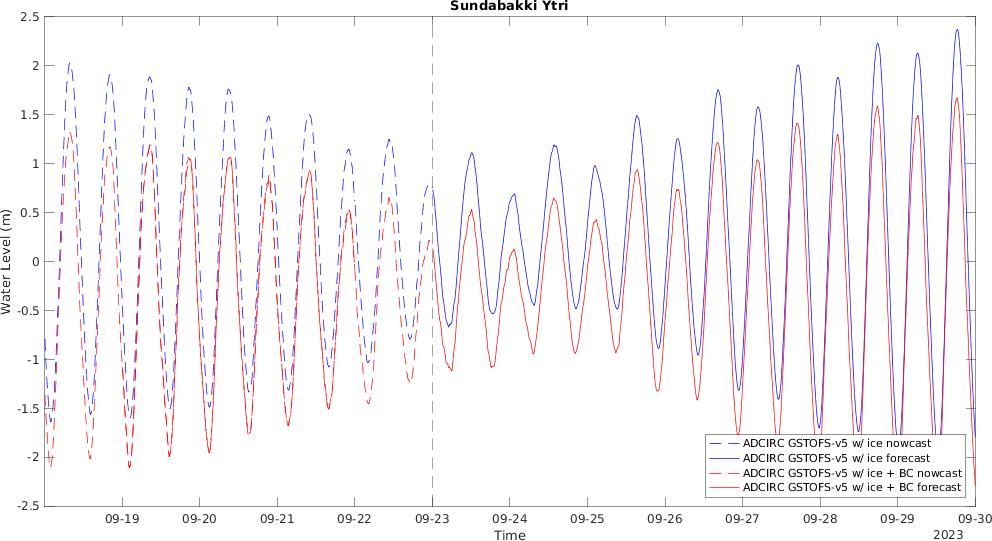 Sundabakki Ytri
2.5
2
1.5
1
0.5
0
-0.5
-1
-1.5
-2
-2.5
Water Level (m)
ADCIRC GSTOFS-v5 w/ ice nowcast
ADCIRC GSTOFS-v5 w/ ice forecast
ADCIRC GSTOFS-v5 w/ ice + BC nowcast
ADCIRC GSTOFS-v5 w/ ice + BC forecast
09-19 09-20 09-21 09-22 09-23 09-24 09-25 09-26 09-27 09-28 09-29 09-30
Time
2023